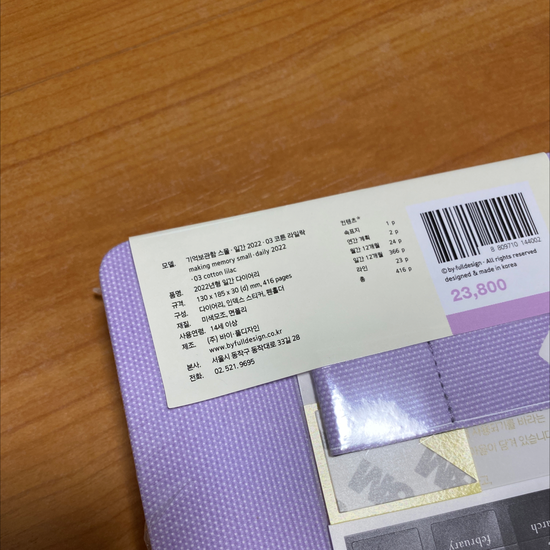 모델. 기억보관함 스몰 · 일간 2022 · 03 코튼 라일락
making memory small · daily 2022
- 03 cotton lilac
품명. 2022년형 일간 다이어리
규격. 130 x 185 x 30 (d) mm, 416 pages
구성. 다이어리, 인덱스 스티커, 펜홀더
재질. 미색모조, 면폴리
사용연령. 14세 이상
제조. (주) 바이·풀디자인
www.byfulldesign.co.kr
본사. 서울시 동작구 동작대로 33길 28
전화. 02. 521. 9695
컨텐츠*
속표지 1 p
연간 계획 2 p
월간 12개월 24 p
일간 12개월 366 p
라인 23 p
총 416 p
8 809710 144002
© by fulldesign · All rights reserved
designed & made in korea
23,800
3M
february